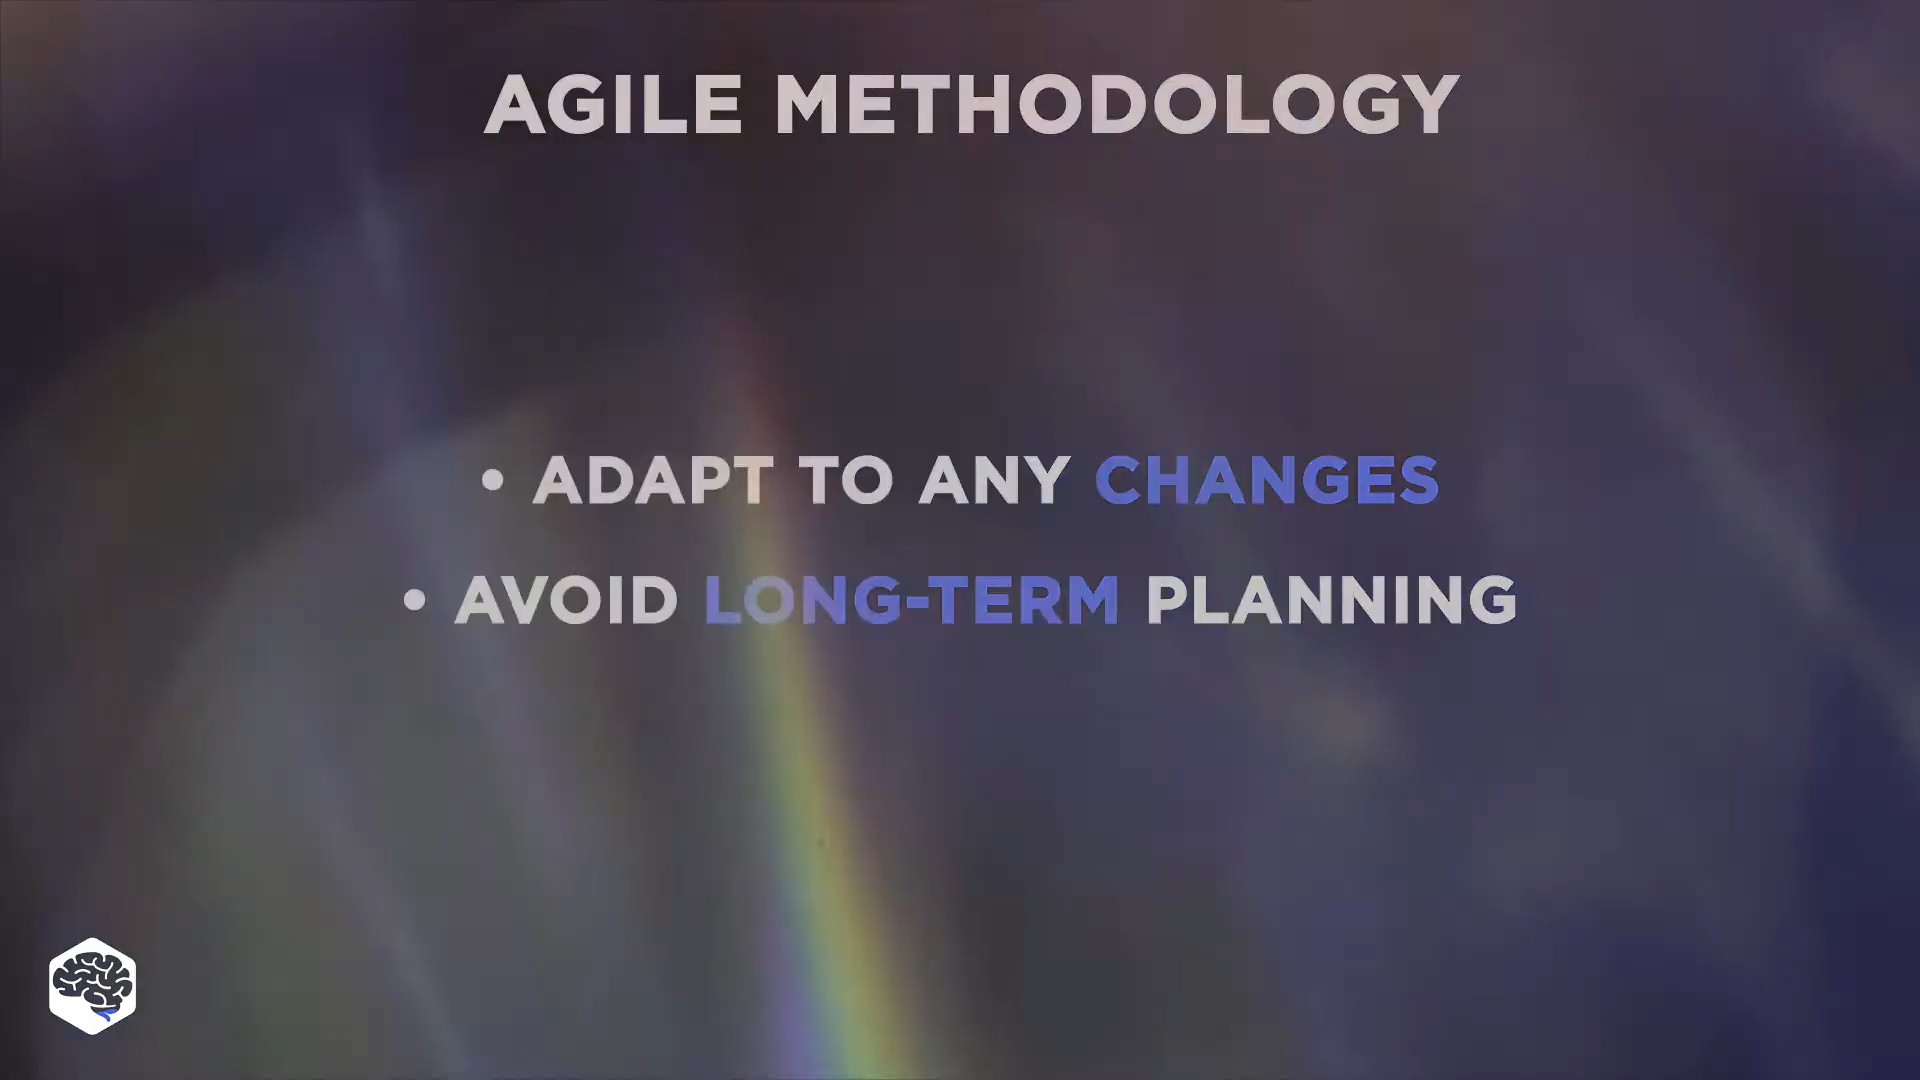 AGILE METHODOLOGY
• ADAPT TO ANY CHANGES
• AVOID LONG-TERM PLANNING